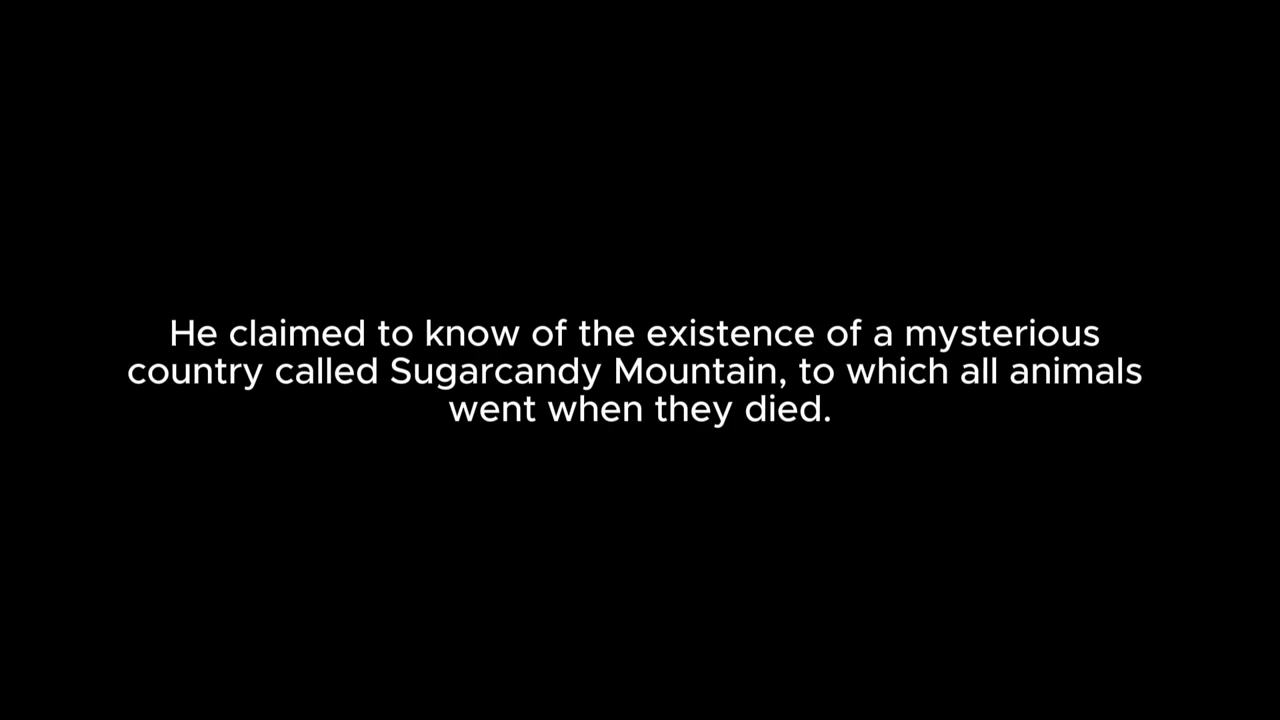 He claimed to know of the existence of a mysterious
country called Sugarcandy Mountain, to which all animals
went when they died.